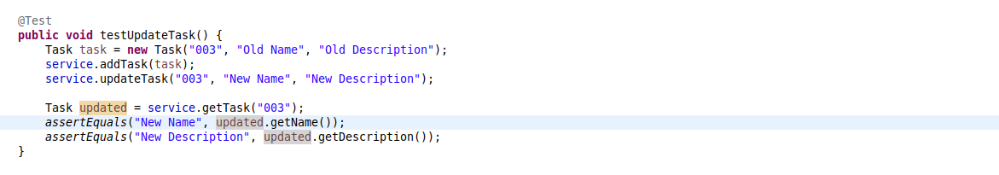 @Test
public void testUpdateTask() {
    Task task = new Task("003", "Old Name", "Old Description");
    service.addTask(task);
    service.updateTask("003", "New Name", "New Description");

    Task updated = service.getTask("003");
    assertEquals("New Name", updated.getName());
    assertEquals("New Description", updated.getDescription());
}